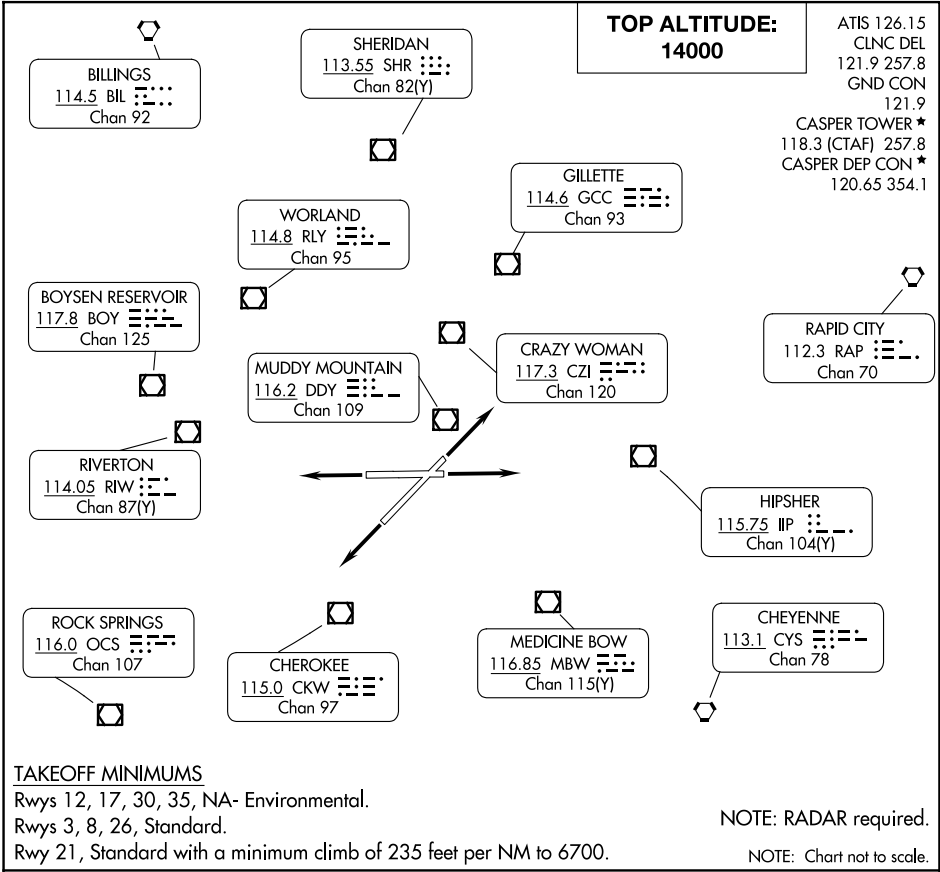 TOP ALTITUDE:
14000
ATIS 126.15
CLNC DEL
121.9 257.8
GND CON
121.9
CASPER TOWER ★
118.3 (CTAF) 257.8
CASPER DEP CON ★
120.65 354.1
BILLINGS
114.5 BIL
Chan 92
SHERIDAN
113.55 SHR
Chan 82(Y)
GILLETTE
114.6 GCC
Chan 93
WORLAND
114.8 RLY
Chan 95
BOYSEN RESERVOIR
117.8 BOY
Chan 125
RAPID CITY
112.3 RAP
Chan 70
CRAZY WOMAN
117.3 CZI
Chan 120
MUDDY MOUNTAIN
116.2 DDY
Chan 109
RIVERTON
114.05 RIW
Chan 87(Y)
HIPSHER
115.75 IIP
Chan 104(Y)
ROCK SPRINGS
116.0 OCS
Chan 107
CHEROKEE
115.0 CKW
Chan 97
MEDICINE BOW
116.85 MBW
Chan 115(Y)
CHEYENNE
113.1 CYS
Chan 78
TAKEOFF MINIMUMS
Rwys 12, 17, 30, 35, NA- Environmental.
Rwys 3, 8, 26, Standard.
Rwy 21, Standard with a minimum climb of 235 feet per NM to 6700.
NOTE: RADAR required.
NOTE: Chart not to scale.